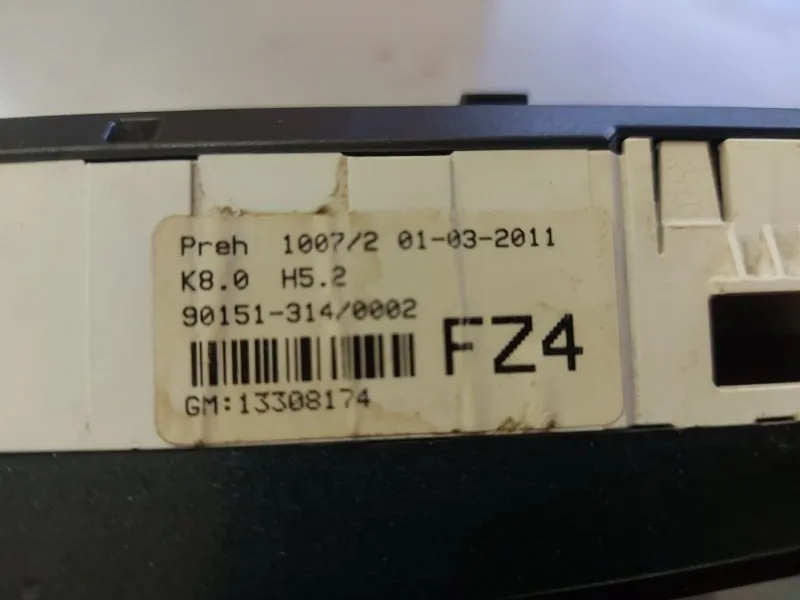 Preh 1007/2 01-03-2011
K8.0 H5.2
90151-314/0002
FZ4
GM:13308174